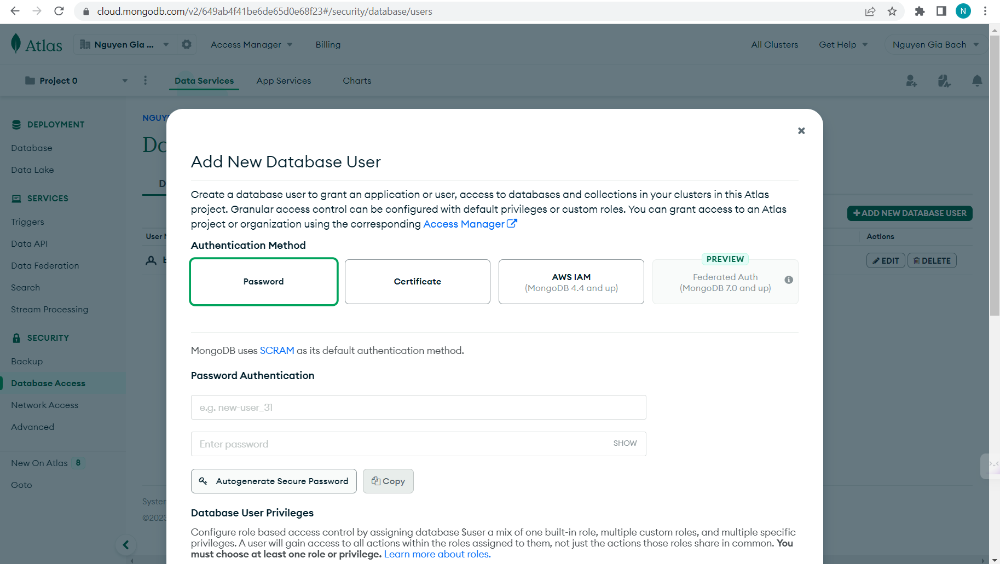 cloud.mongodb.com/v2/649ab4f41be6de65d0e68f23#/security/database/users
N
Atlas
Nguyen Gia ...
Access Manager
Billing
All Clusters
Get Help
Nguyen Gia Bach
Project 0
Data Services
App Services
Charts
DEPLOYMENT
Database
Data Lake
SERVICES
Triggers
Data API
Data Federation
Search
Stream Processing
SECURITY
Backup
Database Access
Network Access
Advanced
New On Atlas 8
Goto
NGUY
D
User
System
©2023
+ADD NEW DATABASE USER
Actions
EDIT
DELETE
Add New Database User
Create a database user to grant an application or user, access to databases and collections in your clusters in this Atlas
project. Granular access control can be configured with default privileges or custom roles. You can grant access to an Atlas
project or organization using the corresponding Access Manager
Authentication Method
Password
Certificate
AWS IAM
(MongoDB 4.4 and up)
PREVIEW
Federated Auth
(MongoDB 7.0 and up)
MongoDB uses SCRAM as its default authentication method.
Password Authentication
e.g. new-user_31
Enter password
SHOW
Autogenerate Secure Password
Copy
Database User Privileges
Configure role based access control by assigning database $user a mix of one built-in role, multiple custom roles, and multiple specific
privileges. A user will gain access to all actions within the roles assigned to them, not just the actions those roles share in common. You
must choose at least one role or privilege. Learn more about roles.